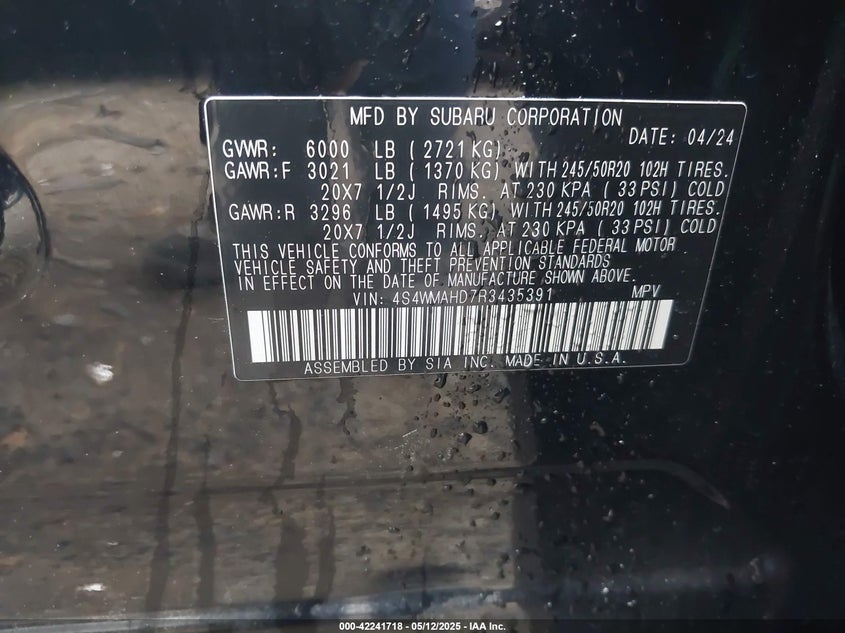 MFD BY SUBARU CORPORATION
DATE: 04/24
GVWR: 6000 LB ( 2721 KG)
GAWR:F 3021 LB ( 1370 KG) WITH 245/50R20 102H TIRES.
20X7 1/2J RIMS. AT 230 KPA ( 33 PSI) COLD
GAWR:R 3296 LB ( 1495 KG) WITH 245/50R20 102H TIRES.
20X7 1/2J RIMS. AT 230 KPA ( 33 PSI) COLD
THIS VEHICLE CONFORMS TO ALL APPLICABLE FEDERAL MOTOR
VEHICLE SAFETY AND THEFT PREVENTION STANDARDS
IN EFFECT ON THE DATE OF MANUFACTURE SHOWN ABOVE.
VIN: 4S4WMAHD7R3435391 MPV
ASSEMBLED BY SIA INC. MADE IN U.S.A.
000-42241718 - 05/12/2025 - IAA Inc.